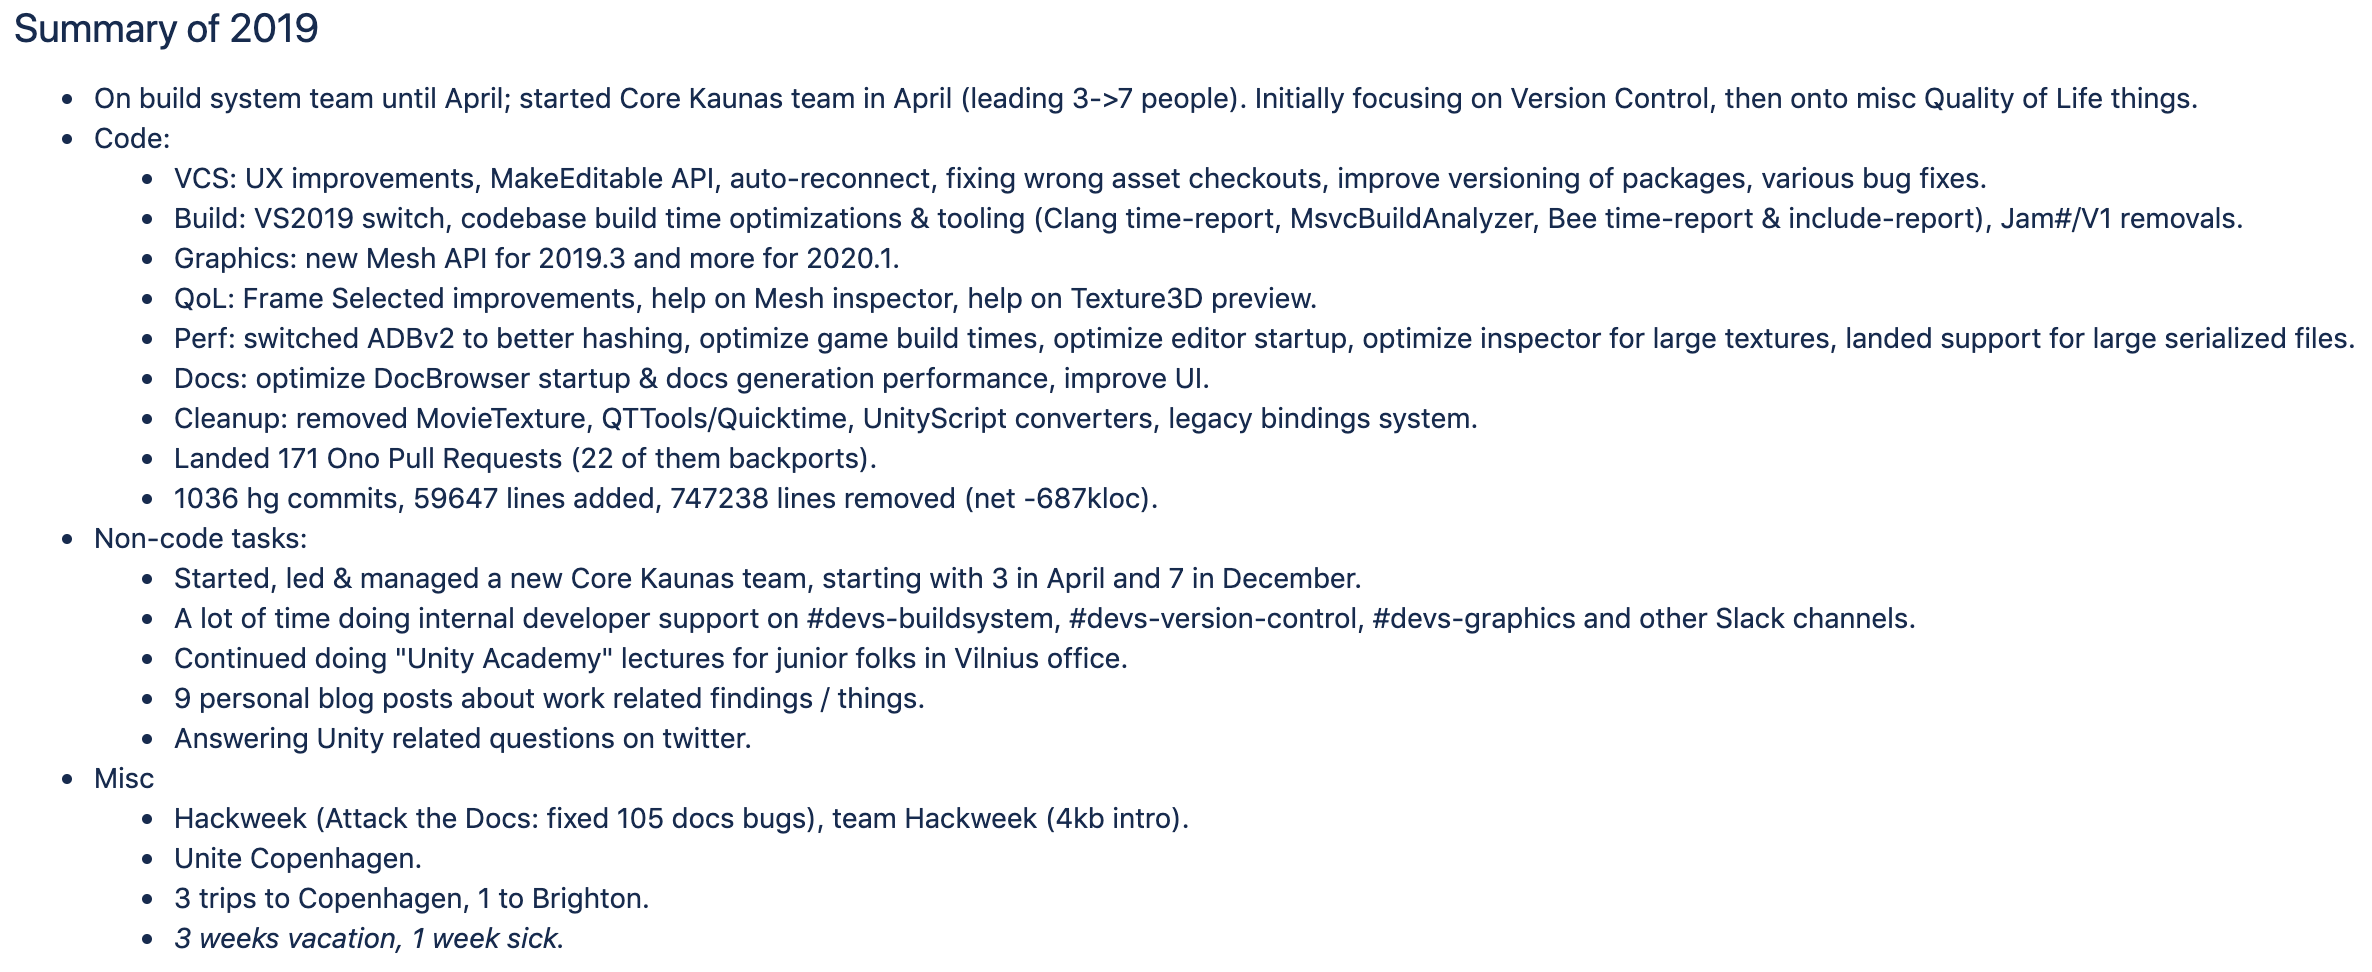 Summary of 2019
• On build system team until April; started Core Kaunas team in April (leading 3->7 people). Initially focusing on Version Control, then onto misc Quality of Life things.
• Code:
• VCS: UX improvements, MakeEditable API, auto-reconnect, fixing wrong asset checkouts, improve versioning of packages, various bug fixes.
• Build: VS2019 switch, codebase build time optimizations & tooling (Clang time-report, MsvcBuildAnalyzer, Bee time-report & include-report), Jam#/V1 removals.
• Graphics: new Mesh API for 2019.3 and more for 2020.1.
• QoL: Frame Selected improvements, help on Mesh inspector, help on Texture3D preview.
• Perf: switched ADBv2 to better hashing, optimize game build times, optimize editor startup, optimize inspector for large textures, landed support for large serialized files.
• Docs: optimize DocBrowser startup & docs generation performance, improve UI.
• Cleanup: removed MovieTexture, QTTools/Quicktime, UnityScript converters, legacy bindings system.
• Landed 171 Ono Pull Requests (22 of them backports).
• 1036 hg commits, 59647 lines added, 747238 lines removed (net -687kloc).
• Non-code tasks:
• Started, led & managed a new Core Kaunas team, starting with 3 in April and 7 in December.
• A lot of time doing internal developer support on #devs-buildsystem, #devs-version-control, #devs-graphics and other Slack channels.
• Continued doing "Unity Academy" lectures for junior folks in Vilnius office.
• 9 personal blog posts about work related findings / things.
• Answering Unity related questions on twitter.
• Misc
• Hackweek (Attack the Docs: fixed 105 docs bugs), team Hackweek (4kb intro).
• Unite Copenhagen.
• 3 trips to Copenhagen, 1 to Brighton.
• 3 weeks vacation, 1 week sick.